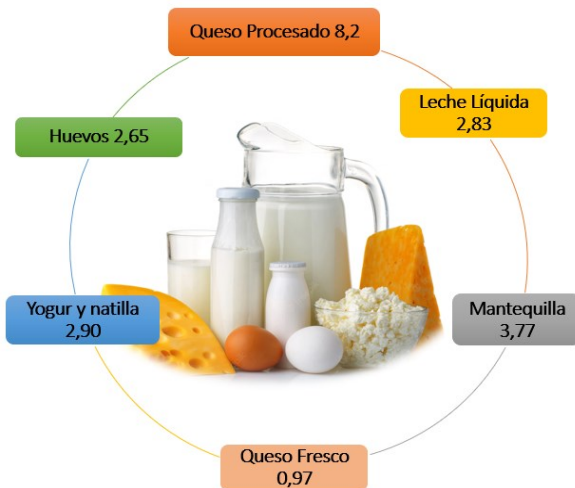 Queso Procesado 8,2
Leche Líquida
2,83
Huevos 2,65
Yogur y natilla
2,90
Mantequilla
3,77
Queso Fresco
0,97